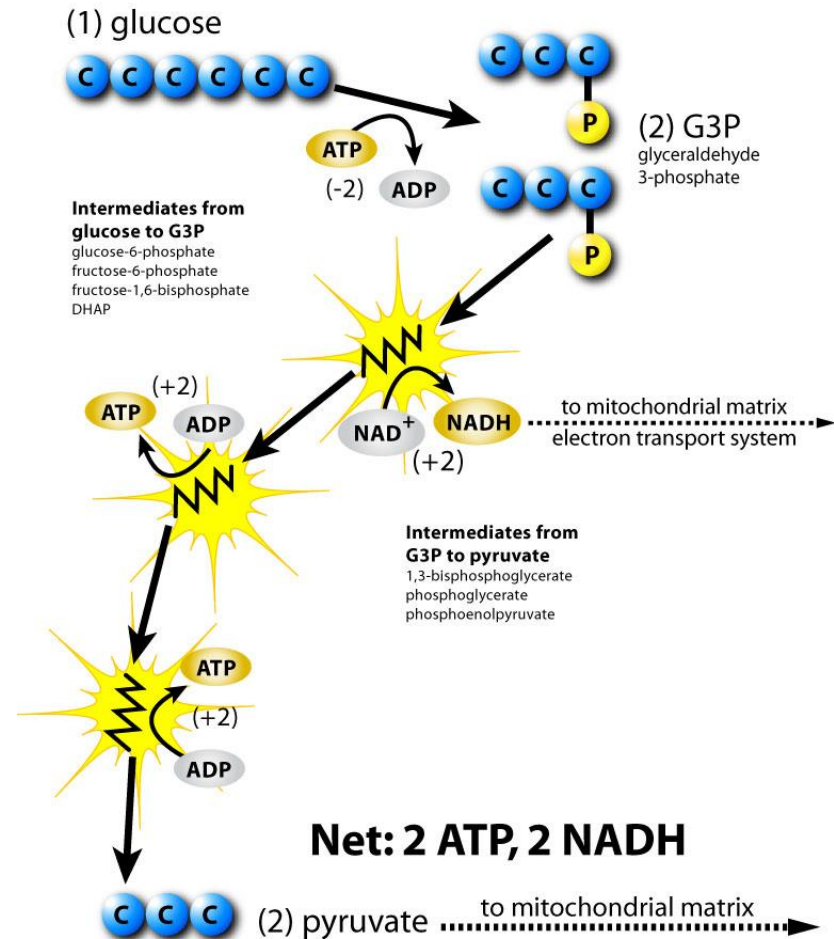 (1) glucose
C C C C C C
C C C
P
(2) G3P
glyceraldehyde
3-phosphate
ATP
(-2)
ADP
C C C
P
Intermediates from
glucose to G3P
glucose-6-phosphate
fructose-6-phosphate
fructose-1,6-bisphosphate
DHAP
(+2)
ATP
ADP
NAD+
NADH
(+2)
to mitochondrial matrix
electron transport system
Intermediates from
G3P to pyruvate
1,3-bisphosphoglycerate
phosphoglycerate
phosphoenolpyruvate
ATP
(+2)
ADP
Net: 2 ATP, 2 NADH
C C C
(2) pyruvate
to mitochondrial matrix